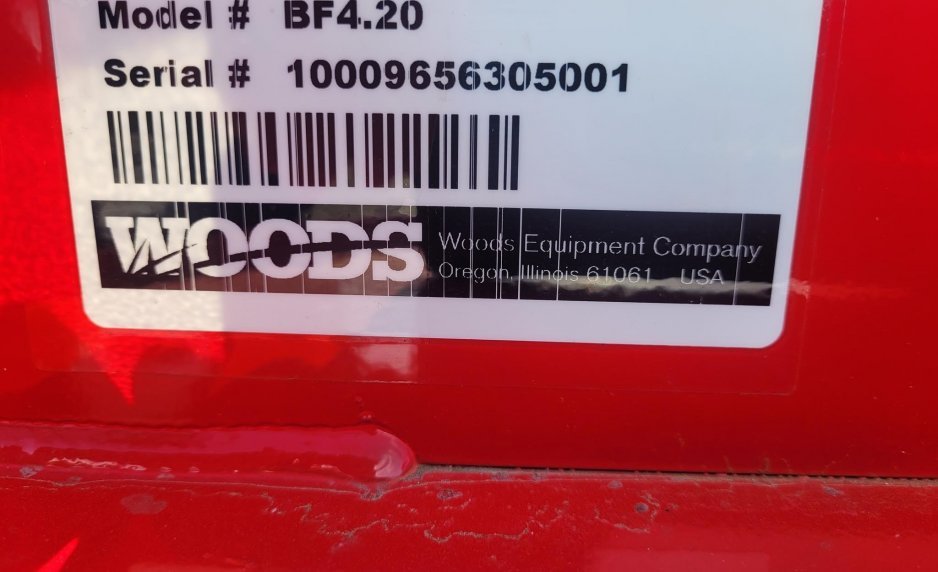 Model # BF4.20
Serial # 10009656305001
WOODS
Woods Equipment Company
Oregon, Illinois 61061 USA